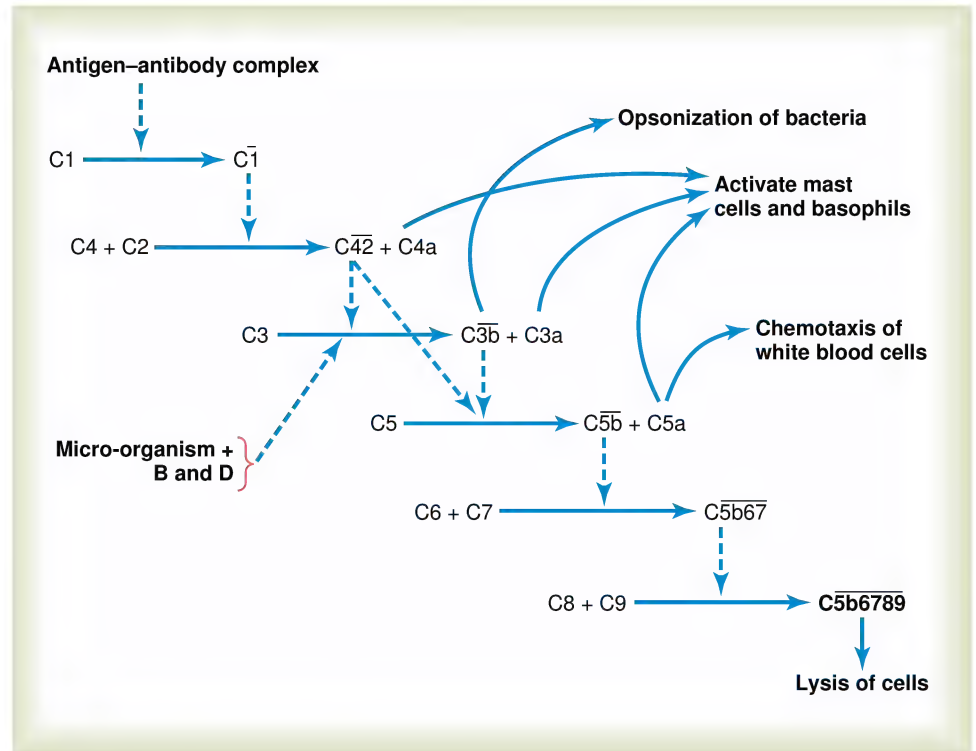 Antigen–antibody complex
Opsonization of bacteria
C1
C1̅
Activate mast
cells and basophils
C4 + C2
C4̅2̅ + C4a
C3
C3̅b̅ + C3a
Chemotaxis of
white blood cells
C5
C5̅b̅ + C5a
Micro-organism +
B and D
C6 + C7
C5̅b̅6̅7̅
C8 + C9
C5̅b̅6̅7̅8̅9̅
Lysis of cells